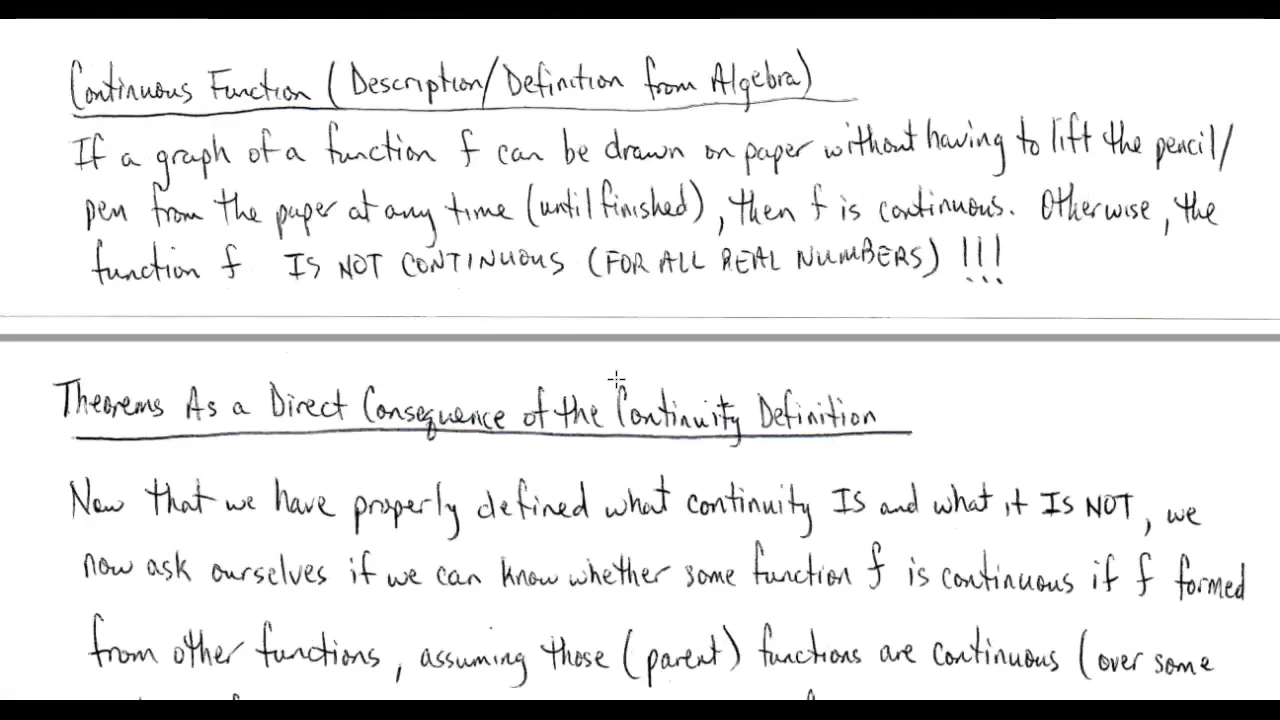 Continuous Function (Description/Definition from Algebra)
If a graph of a function f can be drawn on paper without having to lift the pencil/
pen from the paper at any time (until finished), then f is continuous. Otherwise, the
function f IS NOT CONTINUOUS (FOR ALL REAL NUMBERS)!!!
Theorems As a Direct Consequence of the Continuity Definition
Now that we have properly defined what continuity IS and what it IS NOT, we
now ask ourselves if we can know whether some function f is continuous if f formed
from other functions, assuming those (parent) functions are continuous (over some